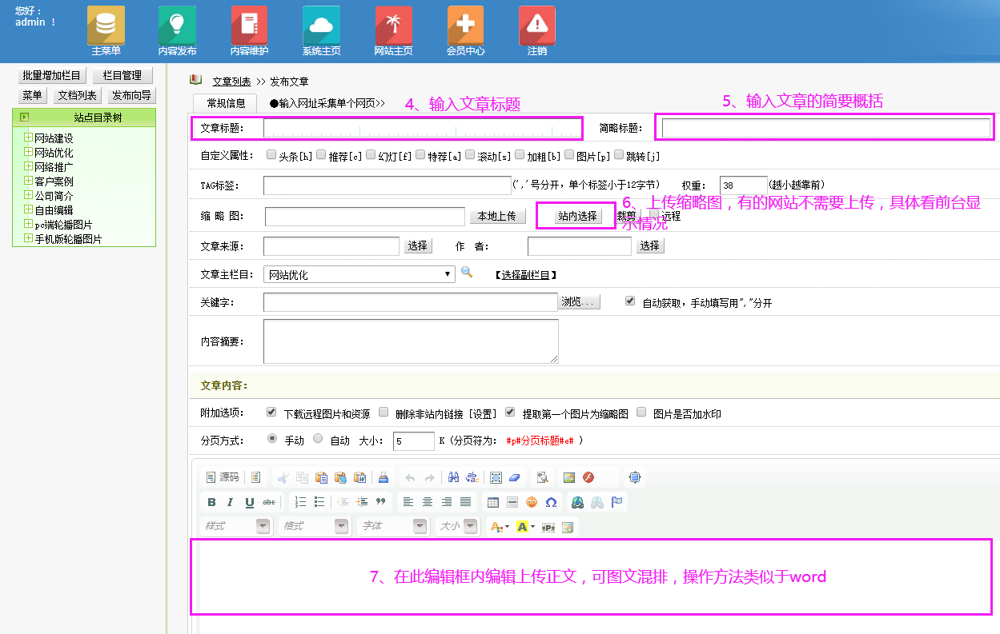 您好：
admin ！
主菜单 内容发布 内容维护 系统主页 网站主页 会员中心 注销
批量增加栏目 栏目管理
菜单 文档列表 发布向导
站点目录树
网站建设
网站优化
网络推广
客户案例
公司简介
自由编辑
pc端轮播图片
手机版轮播图片
文章列表 >> 发布文章
常规信息 ●输入网址采集单个网页>>
4、输入文章标题
5、输入文章的简要概括
文章标题： 简略标题：
自定义属性： 头条[h] 推荐[c] 幻灯[f] 特荐[a] 滚动[s] 加粗[b] 图片[p] 跳转[j]
TAG标签： (','号分开，单个标签小于12字节) 权重： 38 (越小越靠前)
6、上传缩略图，有的网站不需要上传，具体看前台显
示情况
缩 略 图： 本地上传 站内选择 裁剪 远程
文章来源： 选择 作 者： 选择
文章主栏目： 网站优化 【选择副栏目】
关键字： 浏览... 自动获取，手动填写用","分开
内容摘要：
文章内容：
附加选项： 下载远程图片和资源 删除非站内链接 [设置] 提取第一个图片为缩略图 图片是否加水印
分页方式： 手动 自动 大小： 5 K (分页符为： #p#分页标题#e# )
源码
B I U abc
样式 格式 字体 大小
7、在此编辑框内编辑上传正文，可图文混排，操作方法类似于word